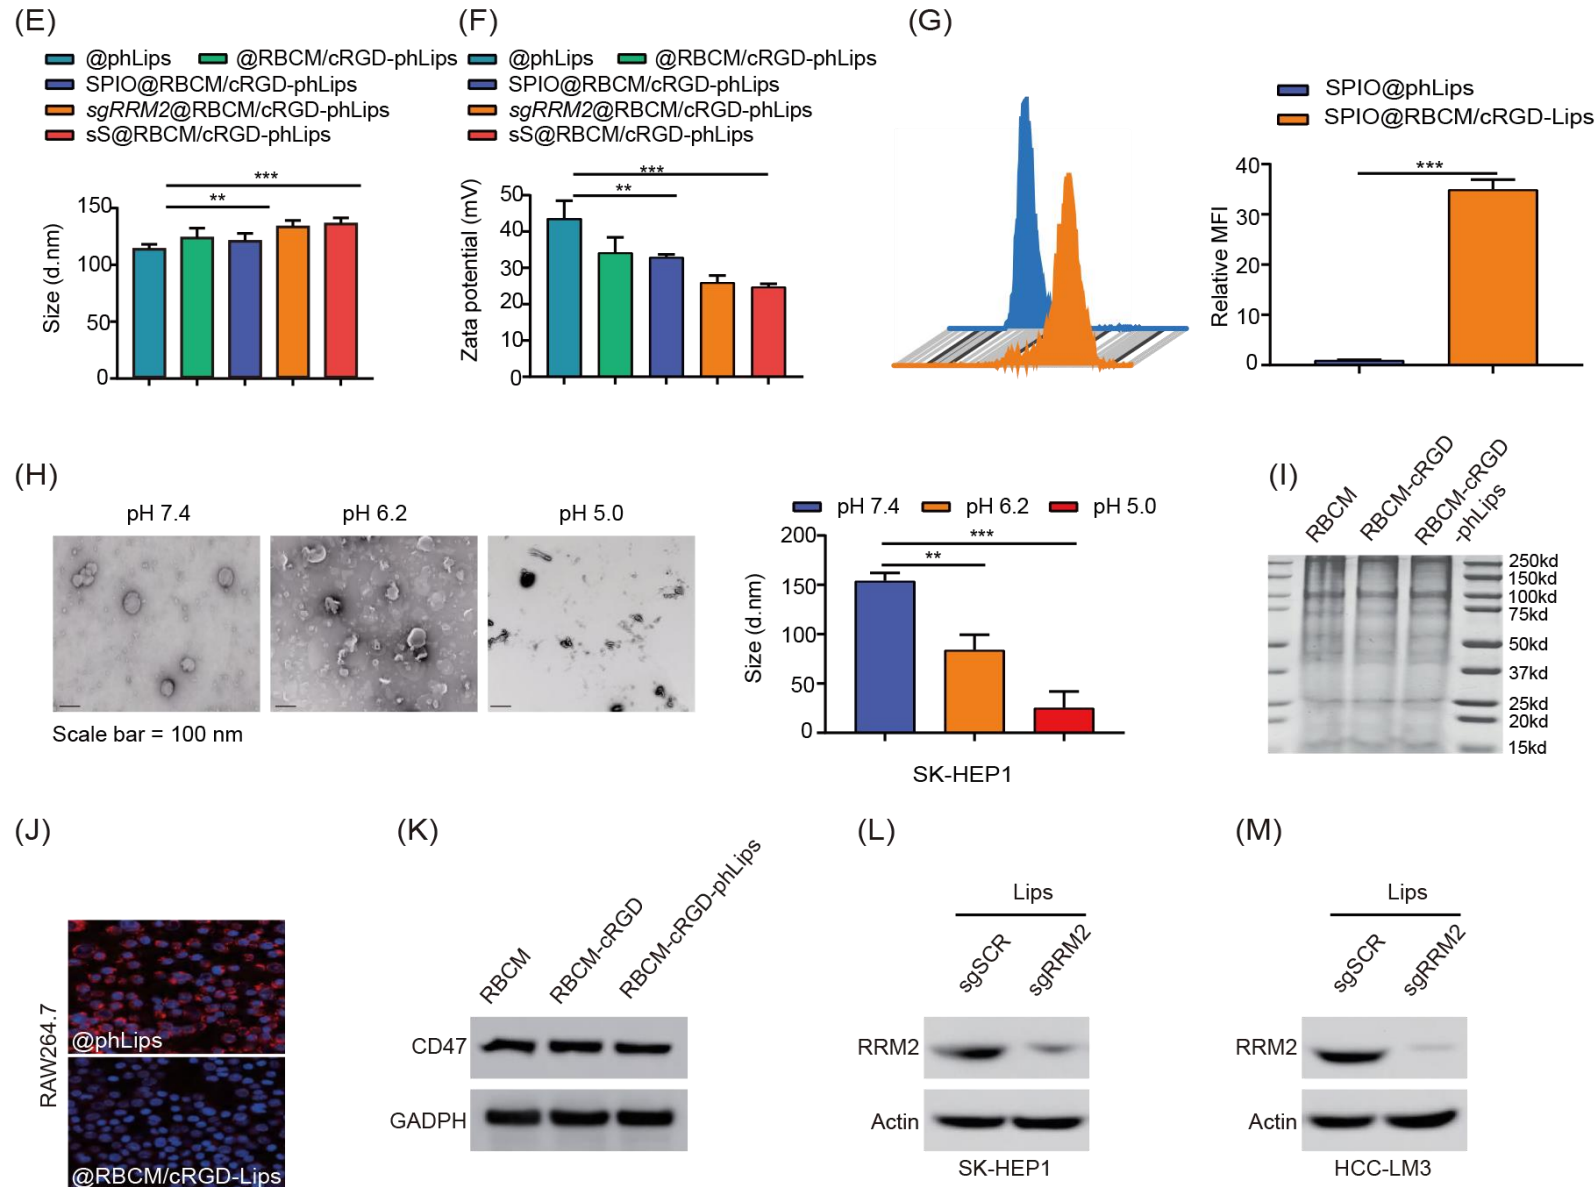 (E)
@phLips
@RBCM/cRGD-phLips
SPIO@RBCM/cRGD-phLips
sgRRM2@RBCM/cRGD-phLips
sS@RBCM/cRGD-phLips
***
**
Size (d.nm)
150
100
50
0
(F)
@phLips
@RBCM/cRGD-phLips
SPIO@RBCM/cRGD-phLips
sgRRM2@RBCM/cRGD-phLips
sS@RBCM/cRGD-phLips
***
**
Zata potential (mV)
50
40
30
20
10
0
(G)
SPIO@phLips
SPIO@RBCM/cRGD-Lips
***
Relative MFI
40
30
20
10
0
(H)
pH 7.4
pH 6.2
pH 5.0
Scale bar = 100 nm
pH 7.4
pH 6.2
pH 5.0
***
**
Size (d.nm)
200
150
100
50
0
SK-HEP1
(I)
RBCM
RBCM-cRGD
RBCM-cRGD
-phLips
250kd
150kd
100kd
75kd
50kd
37kd
25kd
20kd
15kd
(J)
RAW264.7
@phLips
@RBCM/cRGD-Lips
(K)
RBCM
RBCM-cRGD
RBCM-cRGD-phLips
CD47
GADPH
(L)
Lips
sgSCR
sgRRM2
RRM2
Actin
SK-HEP1
(M)
Lips
sgSCR
sgRRM2
RRM2
Actin
HCC-LM3